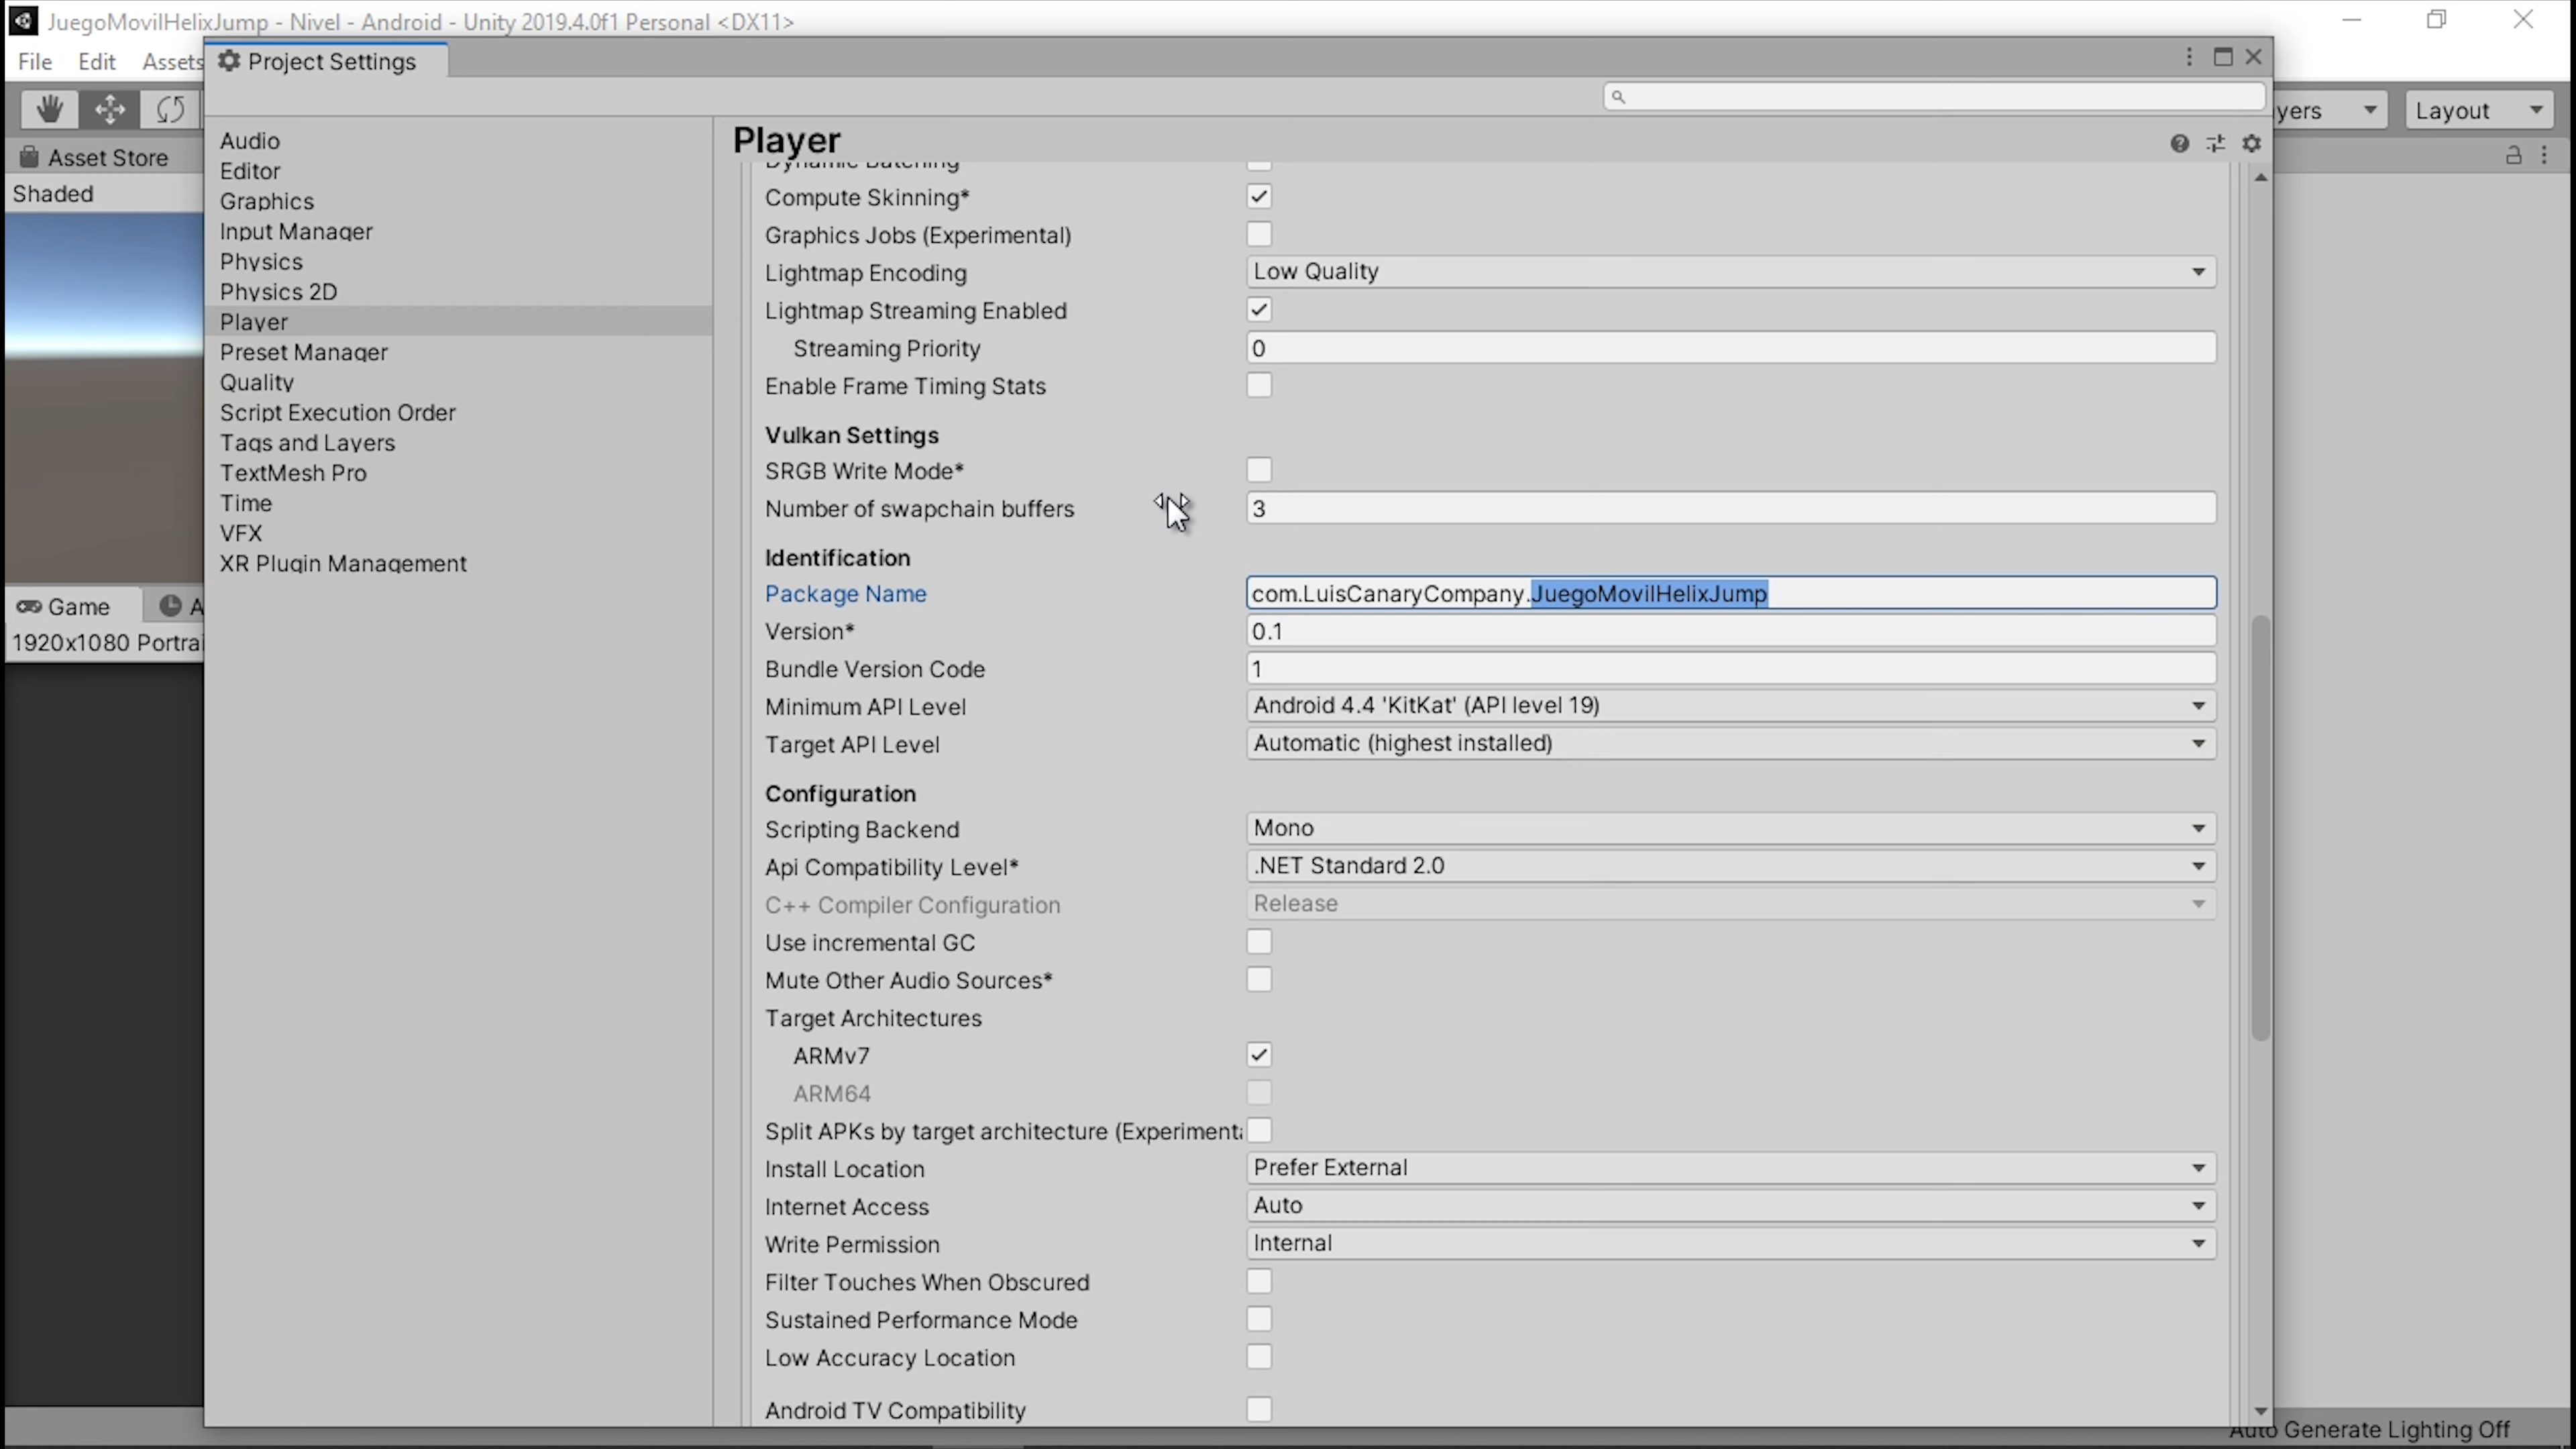 JuegoMovilHelixJump - Nivel - Android - Unity 2019.4.0f1 Personal <DX11>
File Edit Assets
Project Settings
yers Layout
Asset Store
Shaded
Game A
1920x1080 Portrai
Audio
Editor
Graphics
Input Manager
Physics
Physics 2D
Player
Preset Manager
Quality
Script Execution Order
Tags and Layers
TextMesh Pro
Time
VFX
XR Plugin Management
Player
Dynamic Batching
Compute Skinning*
Graphics Jobs (Experimental)
Lightmap Encoding Low Quality
Lightmap Streaming Enabled
Streaming Priority 0
Enable Frame Timing Stats
Vulkan Settings
SRGB Write Mode*
Number of swapchain buffers 3
Identification
Package Name com.LuisCanaryCompany.JuegoMovilHelixJump
Version* 0.1
Bundle Version Code 1
Minimum API Level Android 4.4 'KitKat' (API level 19)
Target API Level Automatic (highest installed)
Configuration
Scripting Backend Mono
Api Compatibility Level* .NET Standard 2.0
C++ Compiler Configuration Release
Use incremental GC
Mute Other Audio Sources*
Target Architectures
ARMv7
ARM64
Split APKs by target architecture (Experimenta
Install Location Prefer External
Internet Access Auto
Write Permission Internal
Filter Touches When Obscured
Sustained Performance Mode
Low Accuracy Location
Android TV Compatibility
Auto Generate Lighting Off